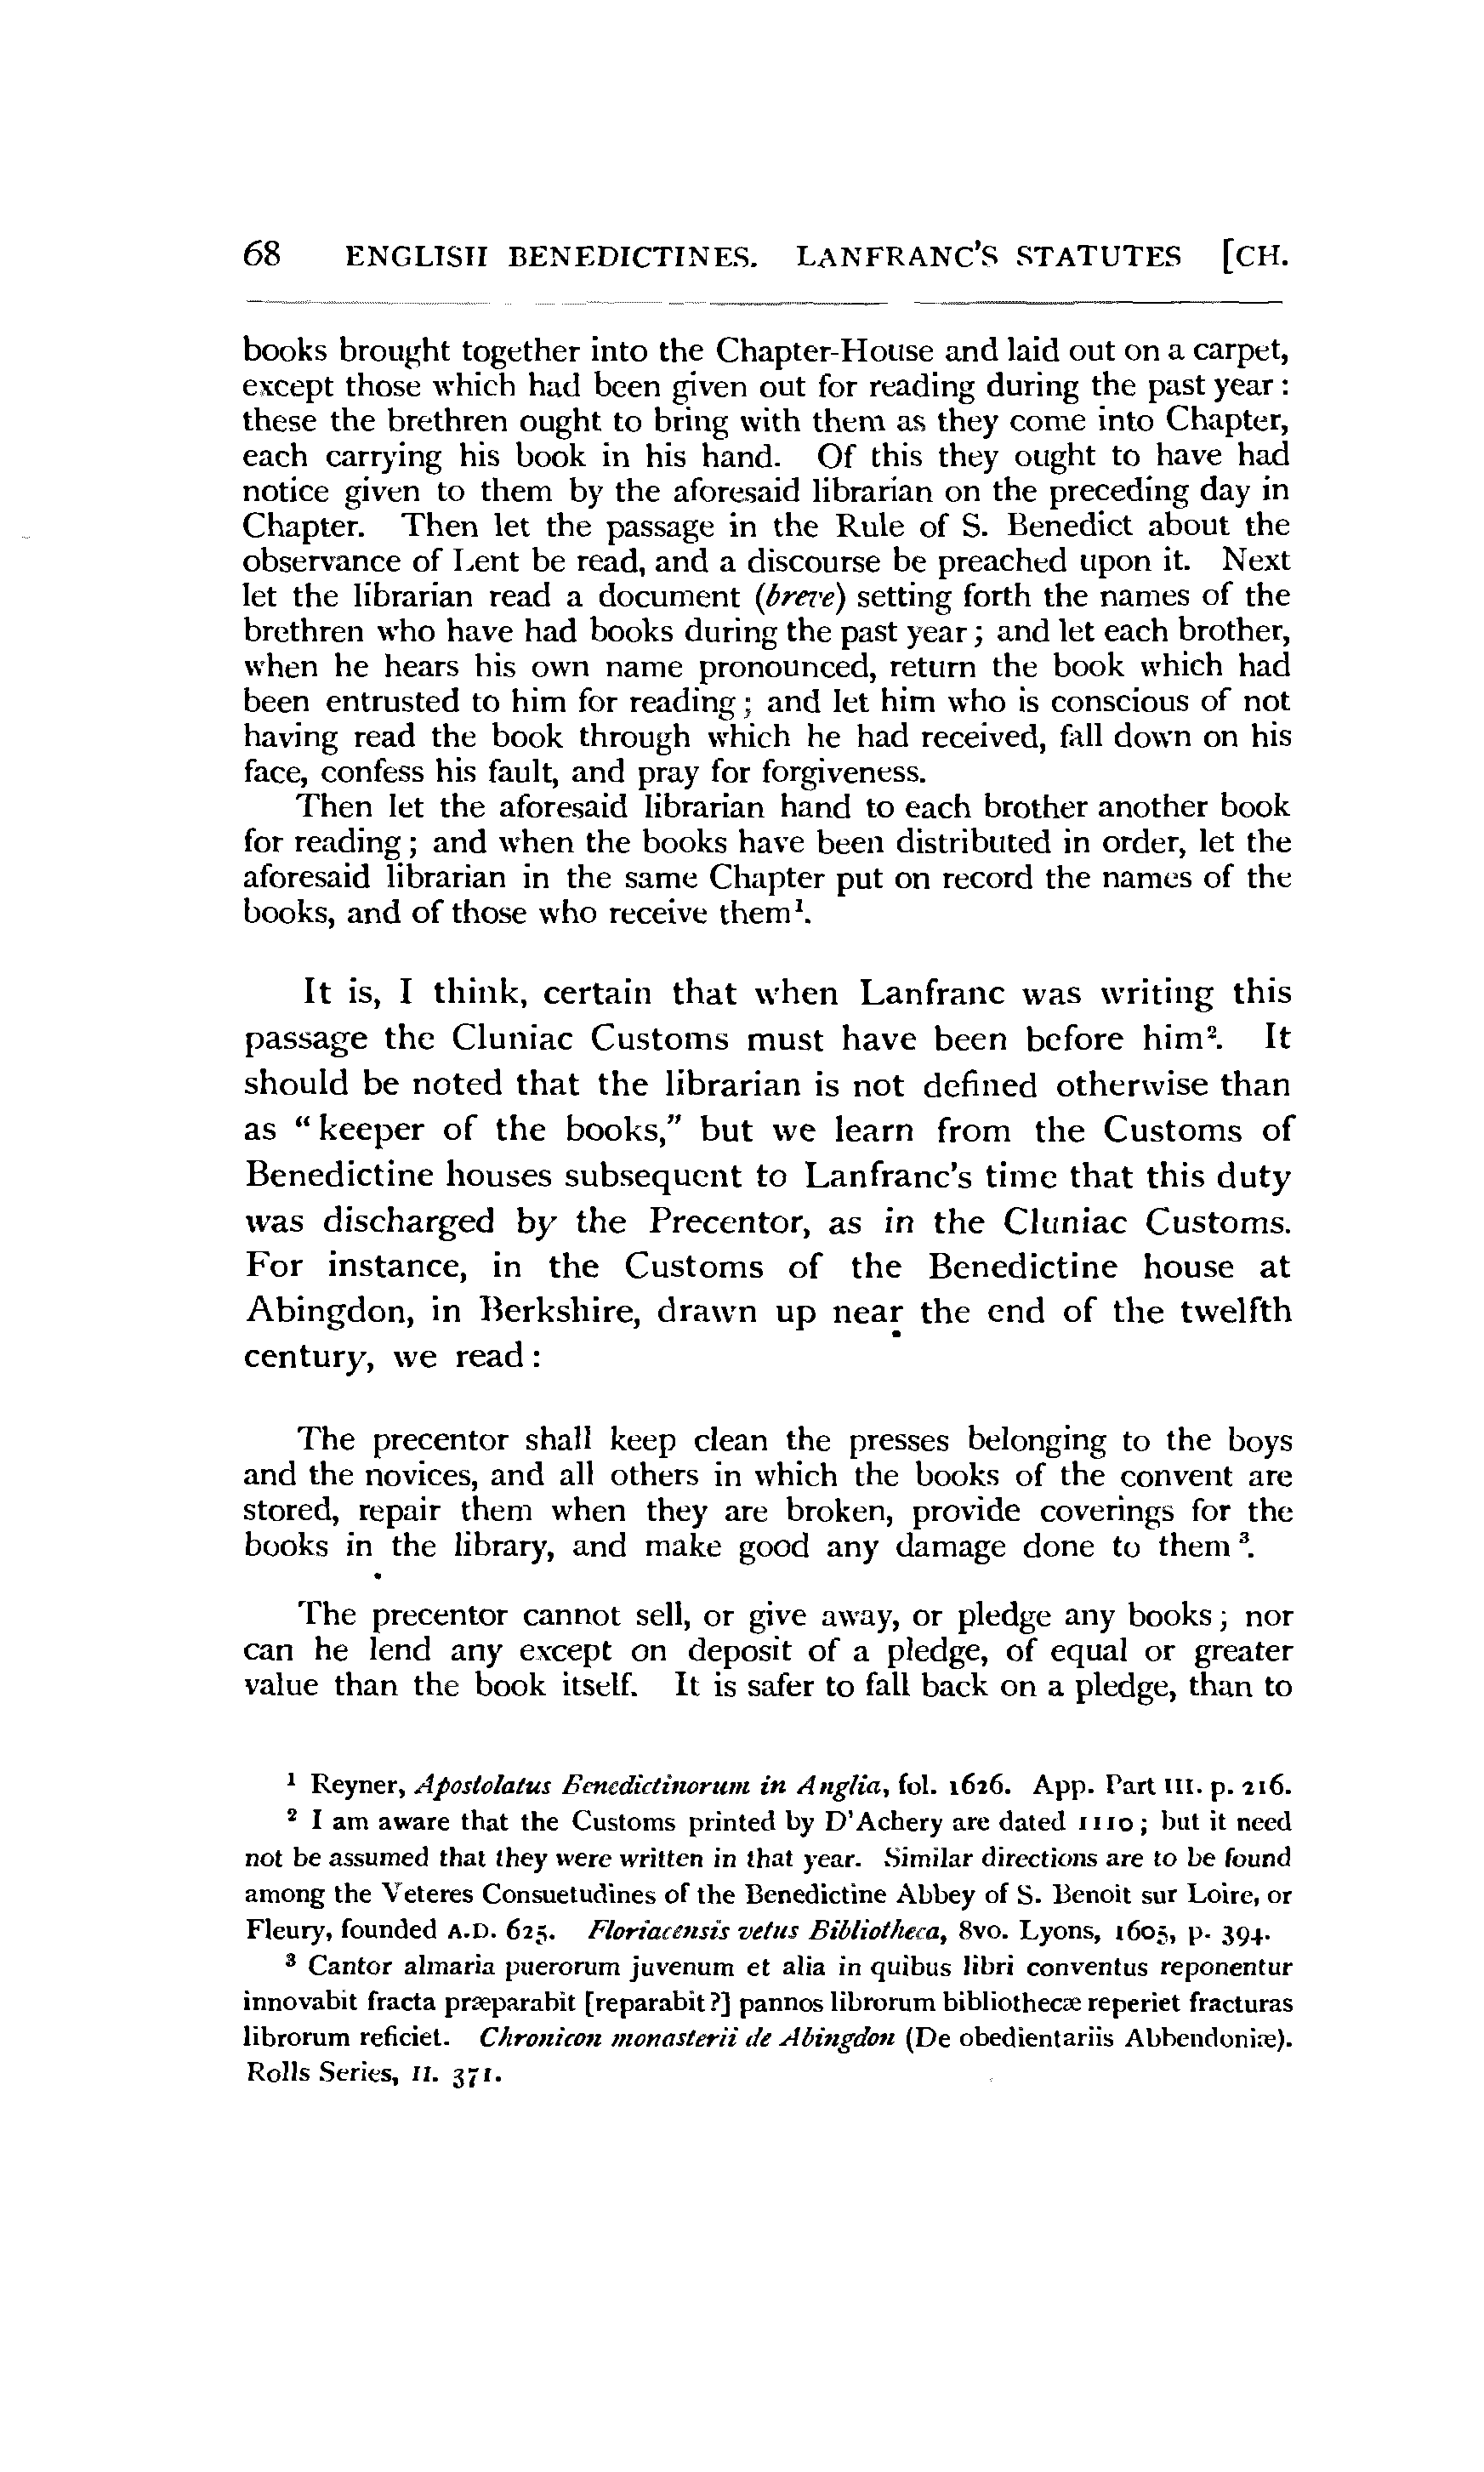 68 ENGLISH BENEDICTINES. LANFRANC'S STATUTES [CH.
books brought together into the Chapter-House and laid out on a carpet,
except those which had been given out for reading during the past year:
these the brethren ought to bring with them as they come into Chapter,
each carrying his book in his hand. Of this they ought to have had
notice given to them by the aforesaid librarian on the preceding day in
Chapter. Then let the passage in the Rule of S. Benedict about the
observance of Lent be read, and a discourse be preached upon it. Next
let the librarian read a document (breve) setting forth the names of the
brethren who have had books during the past year; and let each brother,
when he hears his own name pronounced, return the book which had
been entrusted to him for reading; and let him who is conscious of not
having read the book through which he had received, fall down on his
face, confess his fault, and pray for forgiveness.
Then let the aforesaid librarian hand to each brother another book
for reading; and when the books have been distributed in order, let the
aforesaid librarian in the same Chapter put on record the names of the
books, and of those who receive them¹.
It is, I think, certain that when Lanfranc was writing this
passage the Cluniac Customs must have been before him². It
should be noted that the librarian is not defined otherwise than
as "keeper of the books," but we learn from the Customs of
Benedictine houses subsequent to Lanfranc's time that this duty
was discharged by the Precentor, as in the Cluniac Customs.
For instance, in the Customs of the Benedictine house at
Abingdon, in Berkshire, drawn up near the end of the twelfth
century, we read:
The precentor shall keep clean the presses belonging to the boys
and the novices, and all others in which the books of the convent are
stored, repair them when they are broken, provide coverings for the
books in the library, and make good any damage done to them³.
The precentor cannot sell, or give away, or pledge any books; nor
can he lend any except on deposit of a pledge, of equal or greater
value than the book itself. It is safer to fall back on a pledge, than to
¹ Reyner, Apostolatus Benedictinorum in Anglia, fol. 1626. App. Part III. p. 216.
² I am aware that the Customs printed by D'Achery are dated 1110; but it need
not be assumed that they were written in that year. Similar directions are to be found
among the Veteres Consuetudines of the Benedictine Abbey of S. Benoit sur Loire, or
Fleury, founded A.D. 625. Floriacensis vetus Bibliotheca, 8vo. Lyons, 1605, p. 394.
³ Cantor almaria puerorum juvenum et alia in quibus libri conventus reponentur
innovabit fracta præparabit [reparabit?] pannos librorum bibliothecæ reperiet fracturas
librorum reficiet. Chronicon monasterii de Abingdon (De obedientariis Abbendoniæ).
Rolls Series, II. 371.